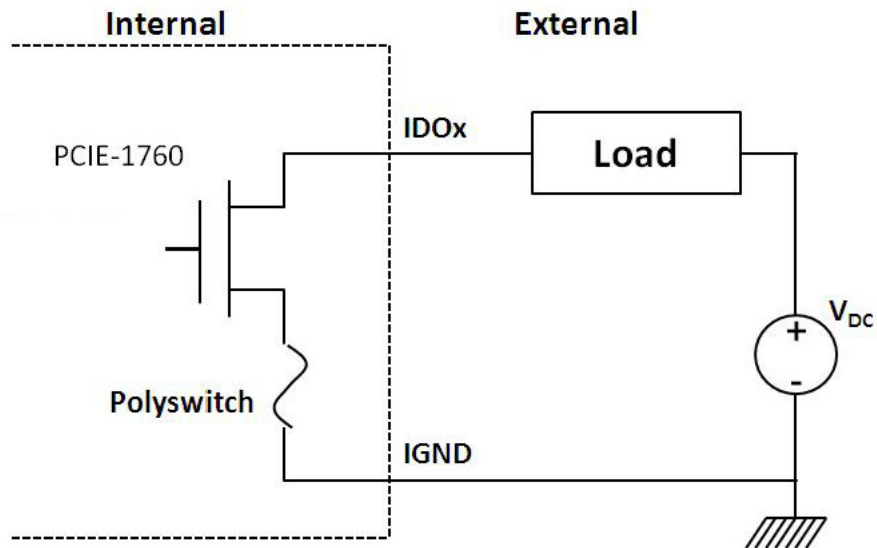 Internal
External
IDOx
PCIE-1760
Load
VDC
+
-
Polyswitch
IGND